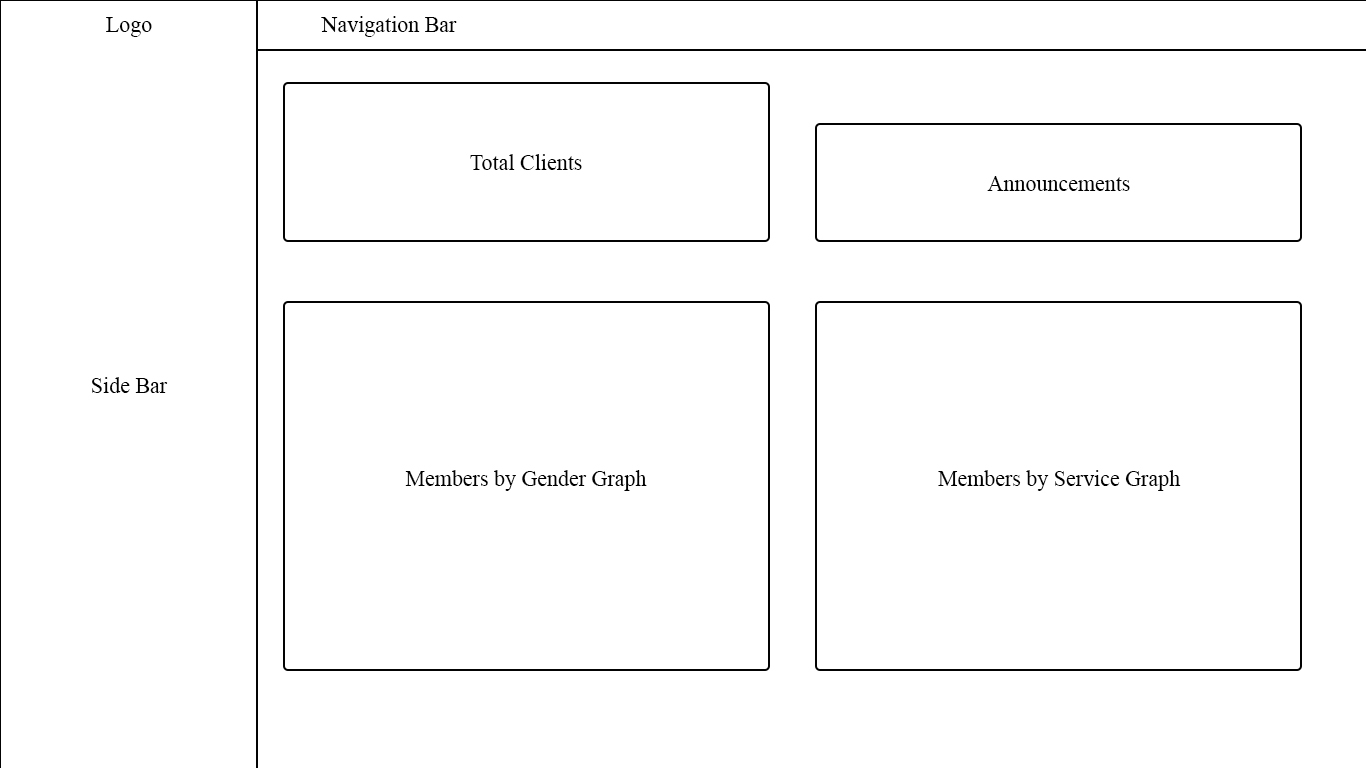 Logo
Navigation Bar
Total Clients
Announcements
Side Bar
Members by Gender Graph
Members by Service Graph